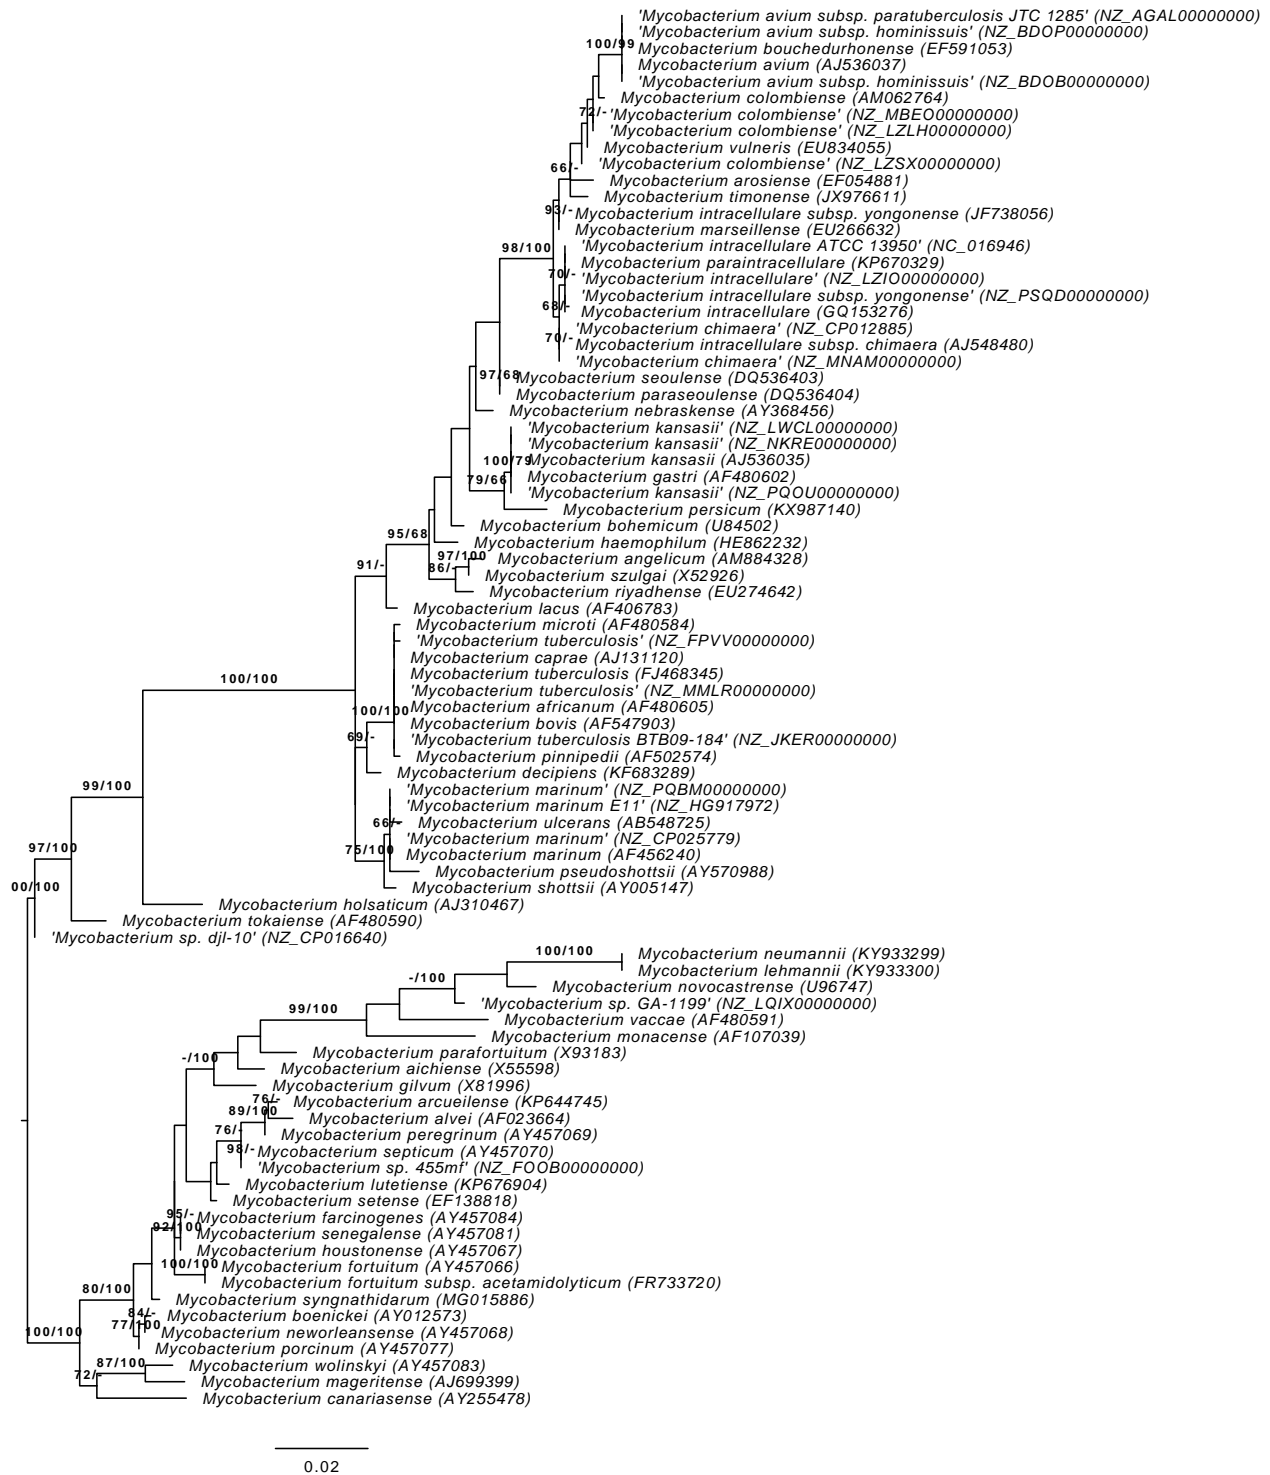 'Mycobacterium avium subsp. paratuberculosis JTC 1285' (NZ_AGAL00000000)
'Mycobacterium avium subsp. hominissuis' (NZ_BDOP00000000)
100/99
Mycobacterium bouchedurhonense (EF591053)
Mycobacterium avium (AJ536037)
'Mycobacterium avium subsp. hominissuis' (NZ_BDOB00000000)
Mycobacterium colombiense (AM062764)
72/-
'Mycobacterium colombiense' (NZ_MBEO00000000)
'Mycobacterium colombiense' (NZ_LZLH00000000)
Mycobacterium vulneris (EU834055)
'Mycobacterium colombiense' (NZ_LZSX00000000)
66/-
Mycobacterium arosiense (EF054881)
Mycobacterium timonense (JX976611)
93/-
Mycobacterium intracellulare subsp. yongonense (JF738056)
Mycobacterium marseillense (EU266632)
98/100
'Mycobacterium intracellulare ATCC 13950' (NC_016946)
Mycobacterium paraintracellulare (KP670329)
70/-
'Mycobacterium intracellulare' (NZ_LZIO00000000)
'Mycobacterium intracellulare subsp. yongonense' (NZ_PSQD00000000)
68/-
Mycobacterium intracellulare (GQ153276)
'Mycobacterium chimaera' (NZ_CP012885)
70/-
Mycobacterium intracellulare subsp. chimaera (AJ548480)
'Mycobacterium chimaera' (NZ_MNAM00000000)
97/68
Mycobacterium seoulense (DQ536403)
Mycobacterium paraseoulense (DQ536404)
Mycobacterium nebraskense (AY368456)
'Mycobacterium kansasii' (NZ_LWCL00000000)
'Mycobacterium kansasii' (NZ_NKRE00000000)
100/79
Mycobacterium kansasii (AJ536035)
79/66
Mycobacterium gastri (AF480602)
'Mycobacterium kansasii' (NZ_PQOU00000000)
Mycobacterium persicum (KX987140)
Mycobacterium bohemicum (U84502)
95/68
Mycobacterium haemophilum (HE862232)
97/100
Mycobacterium angelicum (AM884328)
91/-
86/-
Mycobacterium szulgai (X52926)
Mycobacterium riyadhense (EU274642)
Mycobacterium lacus (AF406783)
Mycobacterium microti (AF480584)
'Mycobacterium tuberculosis' (NZ_FPVV00000000)
Mycobacterium caprae (AJ131120)
Mycobacterium tuberculosis (FJ468345)
100/100
'Mycobacterium tuberculosis' (NZ_MMLR00000000)
100/100
Mycobacterium africanum (AF480605)
Mycobacterium bovis (AF547903)
69/-
'Mycobacterium tuberculosis BTB09-184' (NZ_JKER00000000)
Mycobacterium pinnipedii (AF502574)
Mycobacterium decipiens (KF683289)
99/100
'Mycobacterium marinum' (NZ_PQBM00000000)
'Mycobacterium marinum E11' (NZ_HG917972)
66/-
Mycobacterium ulcerans (AB548725)
'Mycobacterium marinum' (NZ_CP025779)
97/100
75/100
Mycobacterium marinum (AF456240)
Mycobacterium pseudoshottsii (AY570988)
00/100
Mycobacterium shottsii (AY005147)
Mycobacterium holsaticum (AJ310467)
Mycobacterium tokaiense (AF480590)
'Mycobacterium sp. djl-10' (NZ_CP016640)
100/100
Mycobacterium neumannii (KY933299)
Mycobacterium lehmannii (KY933300)
-/100
Mycobacterium novocastrense (U96747)
'Mycobacterium sp. GA-1199' (NZ_LQIX00000000)
99/100
Mycobacterium vaccae (AF480591)
Mycobacterium monacense (AF107039)
Mycobacterium parafortuitum (X93183)
-/100
Mycobacterium aichiense (X55598)
Mycobacterium gilvum (X81996)
76/-
Mycobacterium arcueilense (KP644745)
89/100
Mycobacterium alvei (AF023664)
76/-
Mycobacterium peregrinum (AY457069)
98/-
Mycobacterium septicum (AY457070)
'Mycobacterium sp. 455mf' (NZ_FOOB00000000)
Mycobacterium lutetiense (KP676904)
Mycobacterium setense (EF138818)
95/-
Mycobacterium farcinogenes (AY457084)
92/100
Mycobacterium senegalense (AY457081)
Mycobacterium houstonense (AY457067)
100/100
Mycobacterium fortuitum (AY457066)
Mycobacterium fortuitum subsp. acetamidolyticum (FR733720)
80/100
Mycobacterium syngnathidarum (MG015886)
84/-
Mycobacterium boenickei (AY012573)
77/100
100/100
Mycobacterium neworleansense (AY457068)
Mycobacterium porcinum (AY457077)
87/100
Mycobacterium wolinskyi (AY457083)
72/-
Mycobacterium mageritense (AJ699399)
Mycobacterium canariasense (AY255478)
0.02